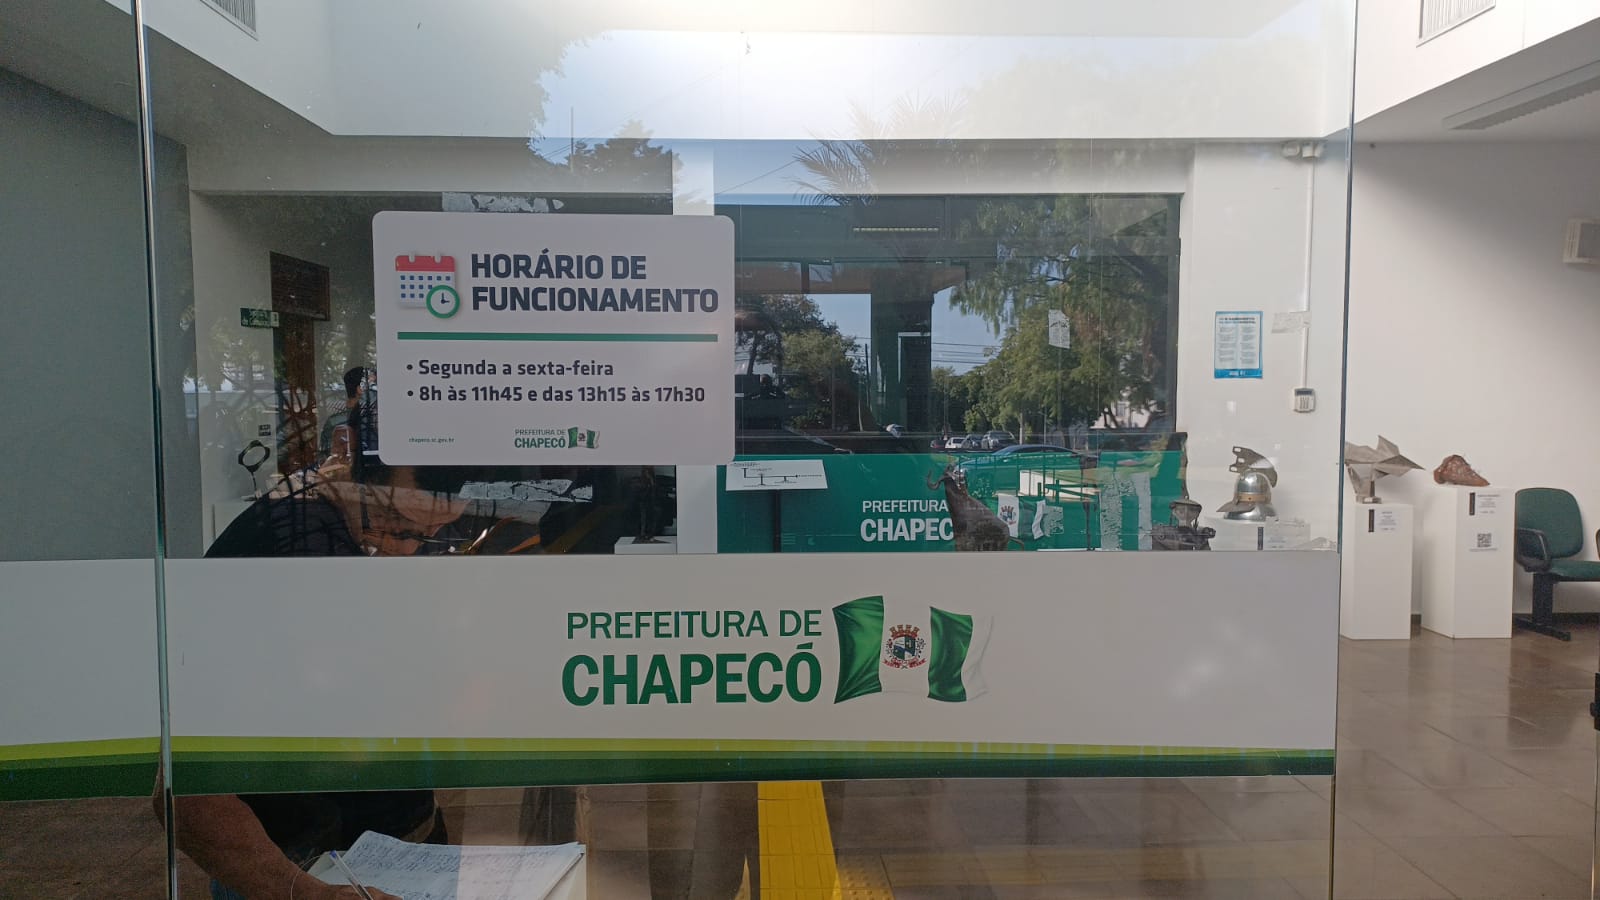 HORÁRIO DE
FUNCIONAMENTO
• Segunda a sexta-feira
• 8h às 11h45 e das 13h15 às 17h30
chapeco.sc.gov.br
PREFEITURA DE
CHAPECÓ
PREFEITURA
CHAPEC
PREFEITURA DE
CHAPECÓ